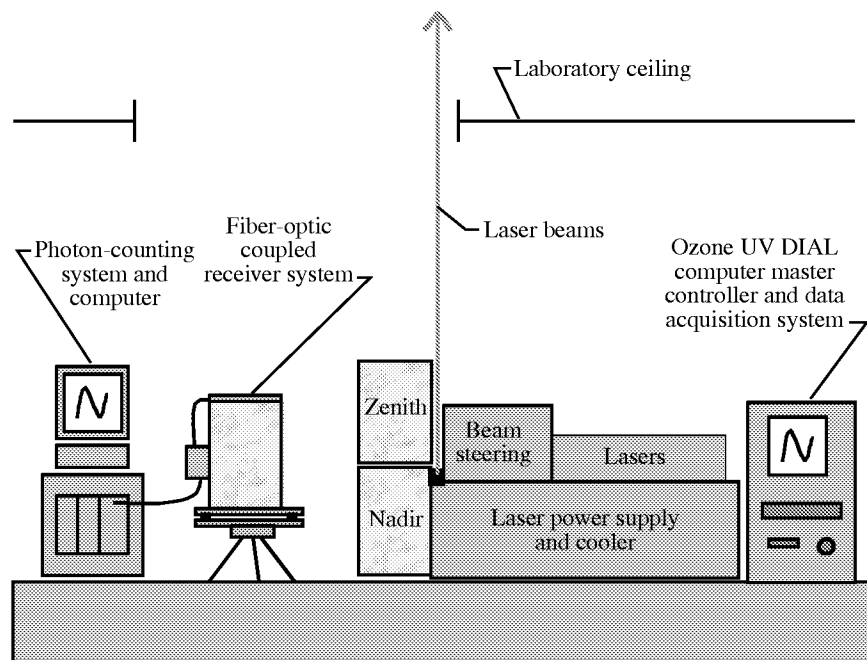 Laboratory ceiling
Laser beams
Fiber-optic
coupled
receiver system
Photon-counting
system and
computer
Ozone UV DIAL
computer master
controller and data
acquisition system
Zenith
Nadir
Beam
steering
Lasers
Laser power supply
and cooler